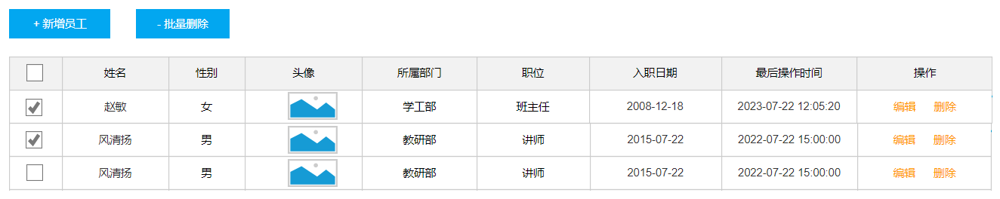 + 新增员工 - 批量删除
姓名 性别 头像 所属部门 职位 入职日期 最后操作时间 操作
赵敏 女 学工部 班主任 2008-12-18 2023-07-22 12:05:20 编辑 删除
风清扬 男 教研部 讲师 2015-07-22 2022-07-22 15:00:00 编辑 删除
风清扬 男 教研部 讲师 2015-07-22 2022-07-22 15:00:00 编辑 删除